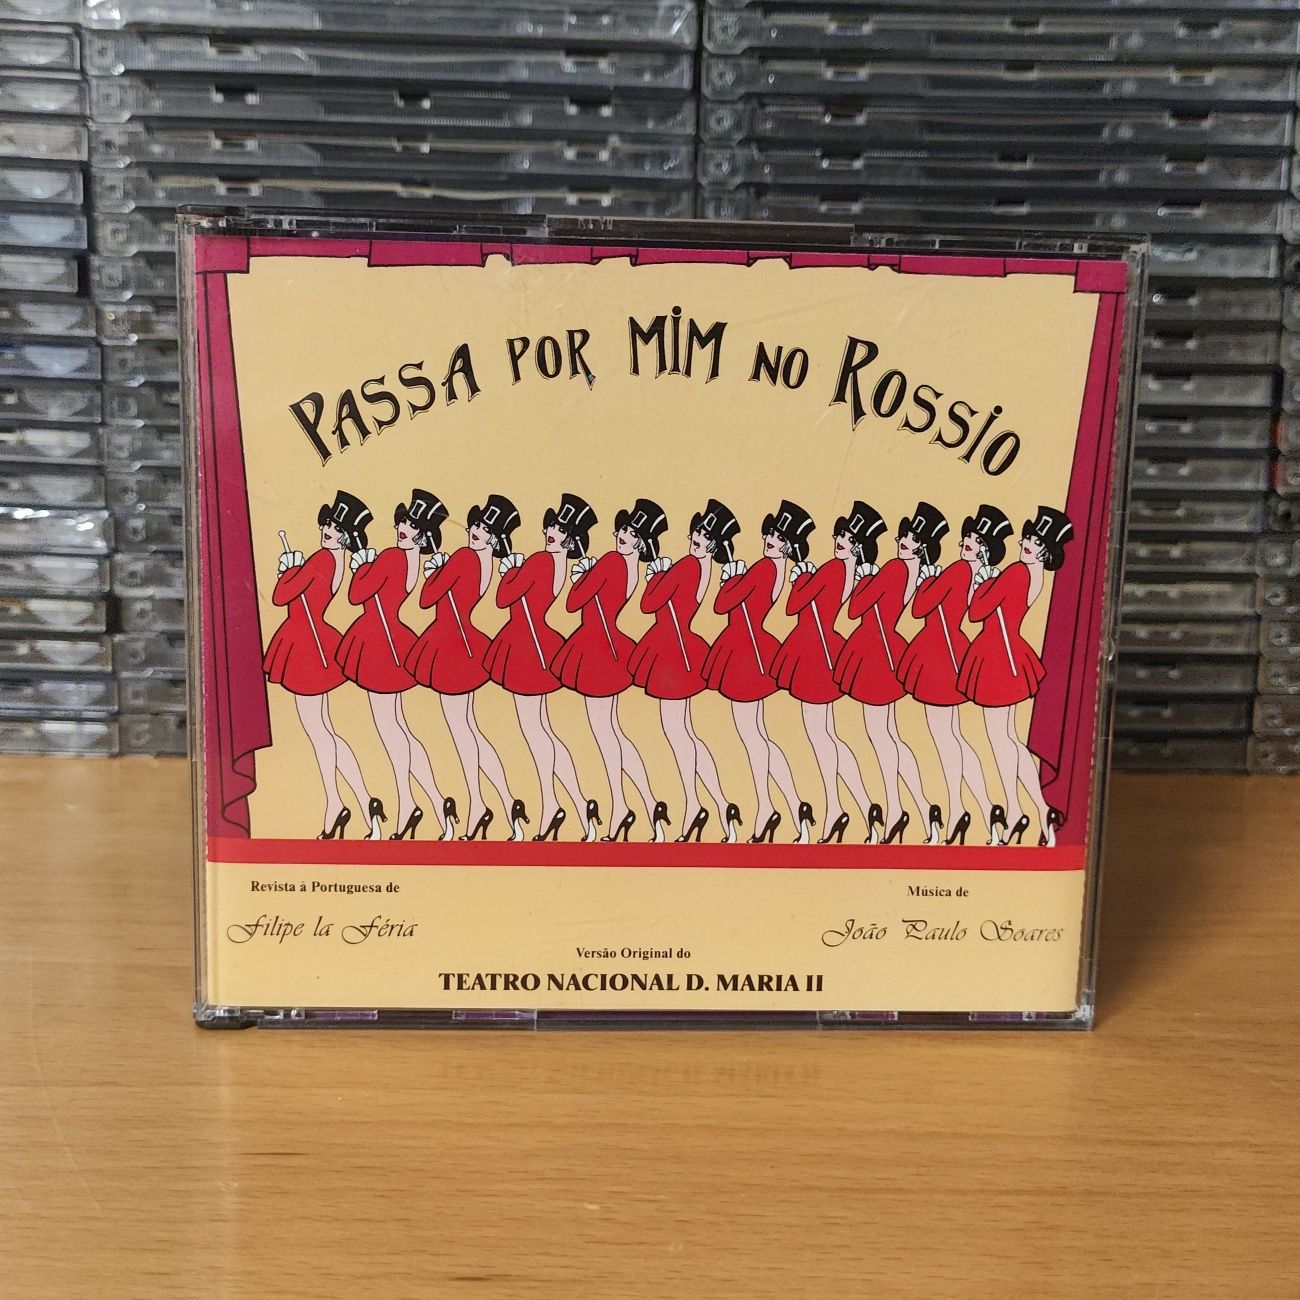 PASSA POR MiM NO ROSSiO
Revista à Portuguesa de
Filipe la Féria
Música de
João Paulo Soares
Versão Original do
TEATRO NACIONAL D. MARIA II